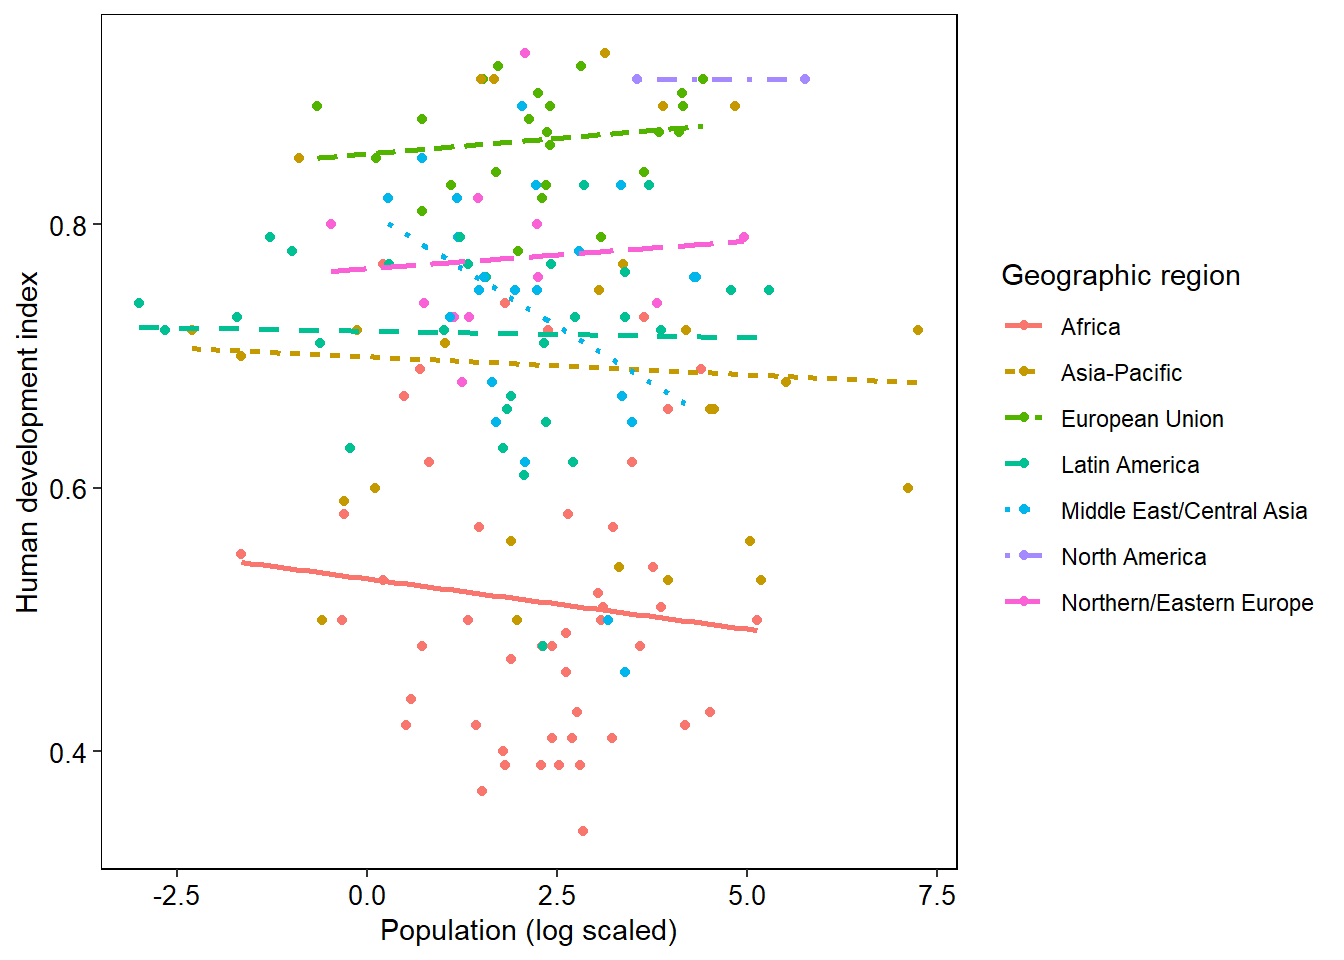 0.8
0.6
0.4
Human development index
-2.5
0.0
2.5
5.0
7.5
Population (log scaled)
Geographic region
Africa
Asia-Pacific
European Union
Latin America
Middle East/Central Asia
North America
Northern/Eastern Europe